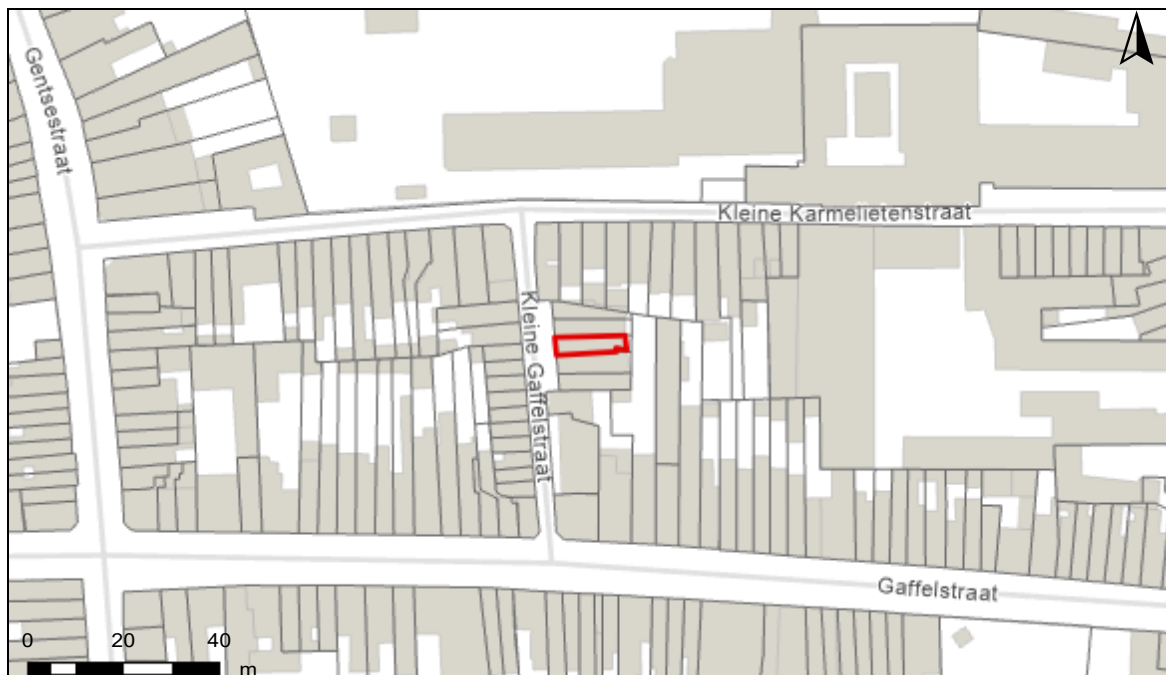 Gentsestraat
Kleine Karmelietenstraat
Kleine Gaffelstraat
Gaffelstraat
0 20 40
m